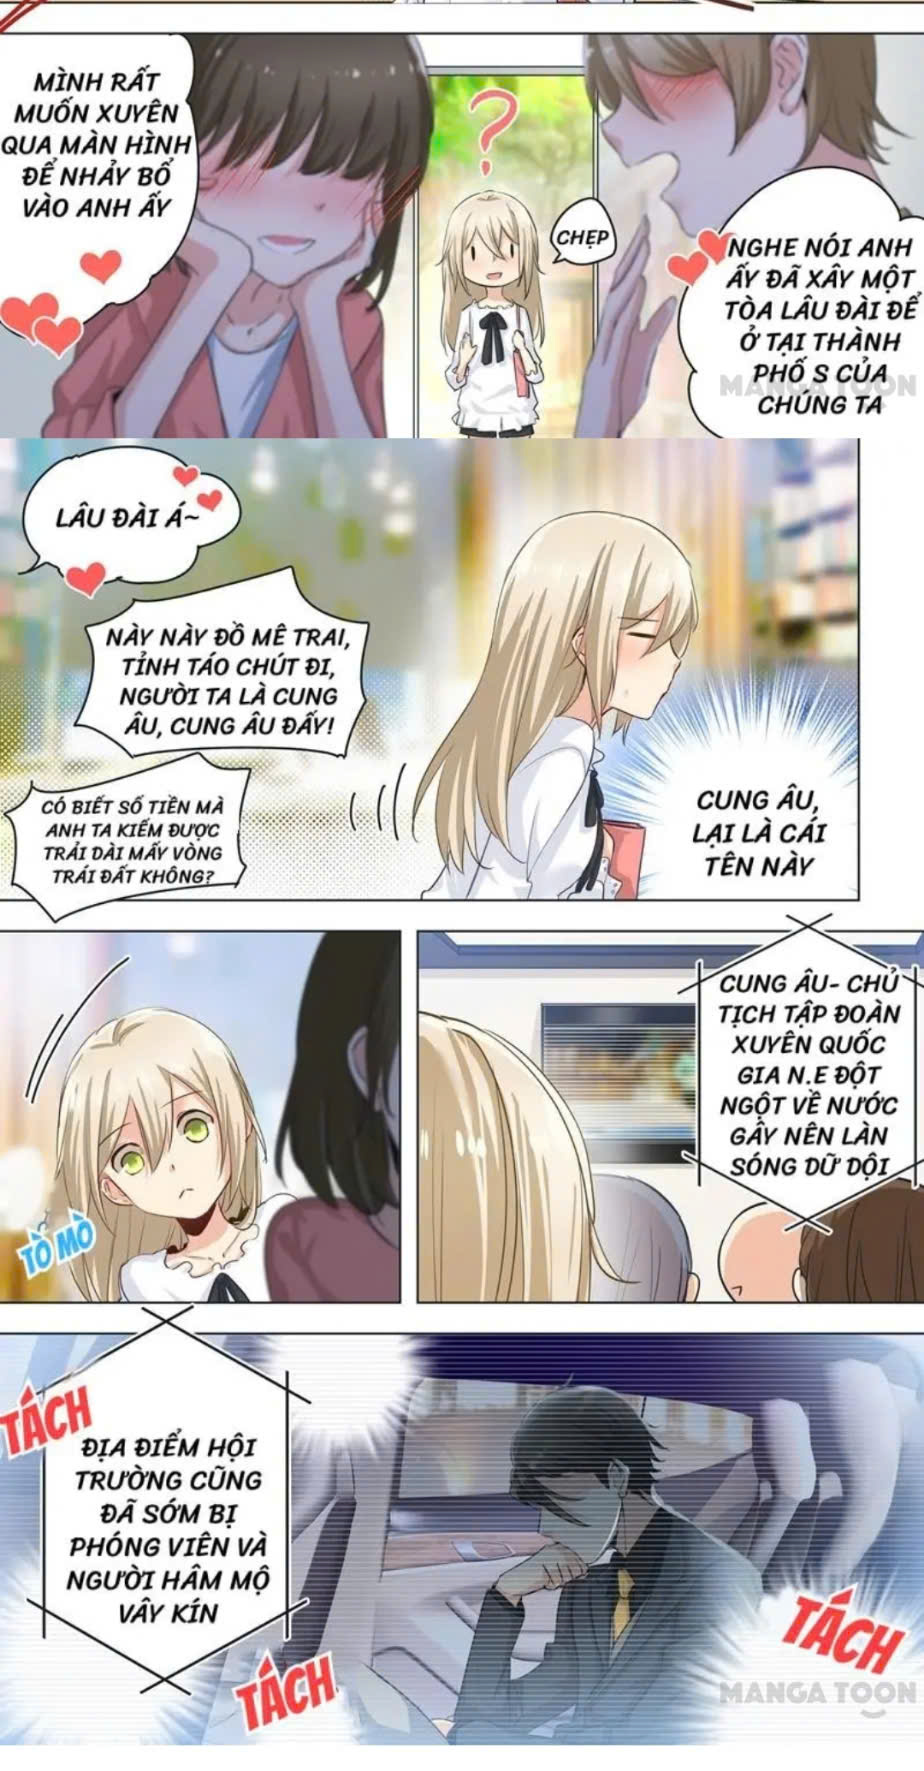 MÌNH RẤT
MUỐN XUYÊN
QUA MÀN HÌNH
ĐỂ NHẢY BỔ
VÀO ANH ẤY
?
CHẸP
NGHE NÓI ANH
ẤY ĐÃ XÂY MỘT
TÒA LÂU ĐÀI ĐỂ
Ở TẠI THÀNH
PHỐ S CỦA
CHÚNG TA
MANGA TOON
LÂU ĐÀI Á~
NÀY NÀY ĐỒ MÊ TRAI,
TỈNH TÁO CHÚT ĐI,
NGƯỜI TA LÀ CUNG
ÂU, CUNG ÂU ĐẤY!
CÓ BIẾT SỐ TIỀN MÀ
ANH TA KIẾM ĐƯỢC
TRẢI DÀI MẤY VÒNG
TRÁI ĐẤT KHÔNG?
CUNG ÂU,
LẠI LÀ CÁI
TÊN NÀY
TÒ MÒ
CUNG ÂU- CHỦ
TỊCH TẬP ĐOÀN
XUYÊN QUỐC
GIA N.E ĐỘT
NGỘT VỀ NƯỚC
GÂY NÊN LÀN
SÓNG DỮ DỘI
TÁCH
ĐỊA ĐIỂM HỘI
TRƯỜNG CŨNG
ĐÃ SỚM BỊ
PHÓNG VIÊN VÀ
NGƯỜI HÂM MỘ
VÂY KÍN
TÁCH
TÁCH
MANGA TOON